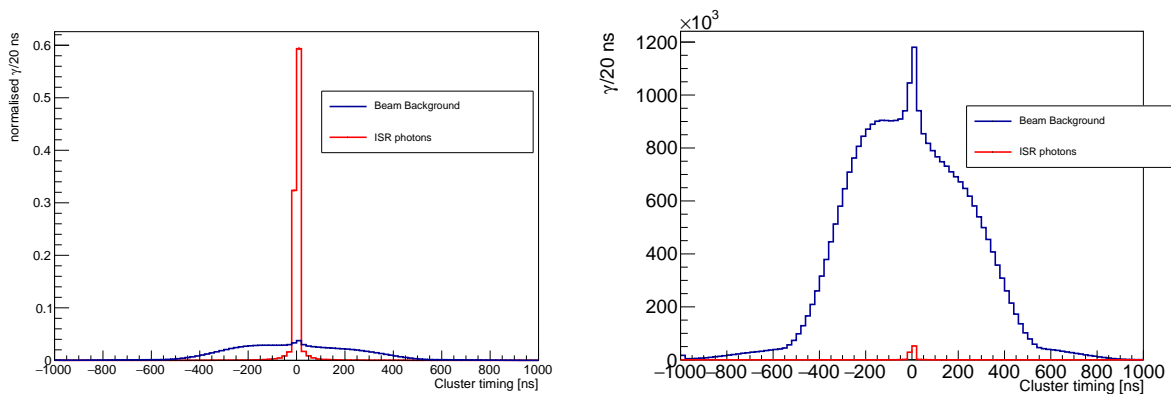 normalised γ/20 ns
0.6
0.5
0.4
0.3
0.2
0.1
0
−1000 −800 −600 −400 −200 0 200 400 600 800 1000
Cluster timing [ns]
Beam Background
ISR photons
×10³
γ/20 ns
1200
1000
800
600
400
200
0
−1000 −800 −600 −400 −200 0 200 400 600 800 1000
Cluster timing [ns]
Beam Background
ISR photons